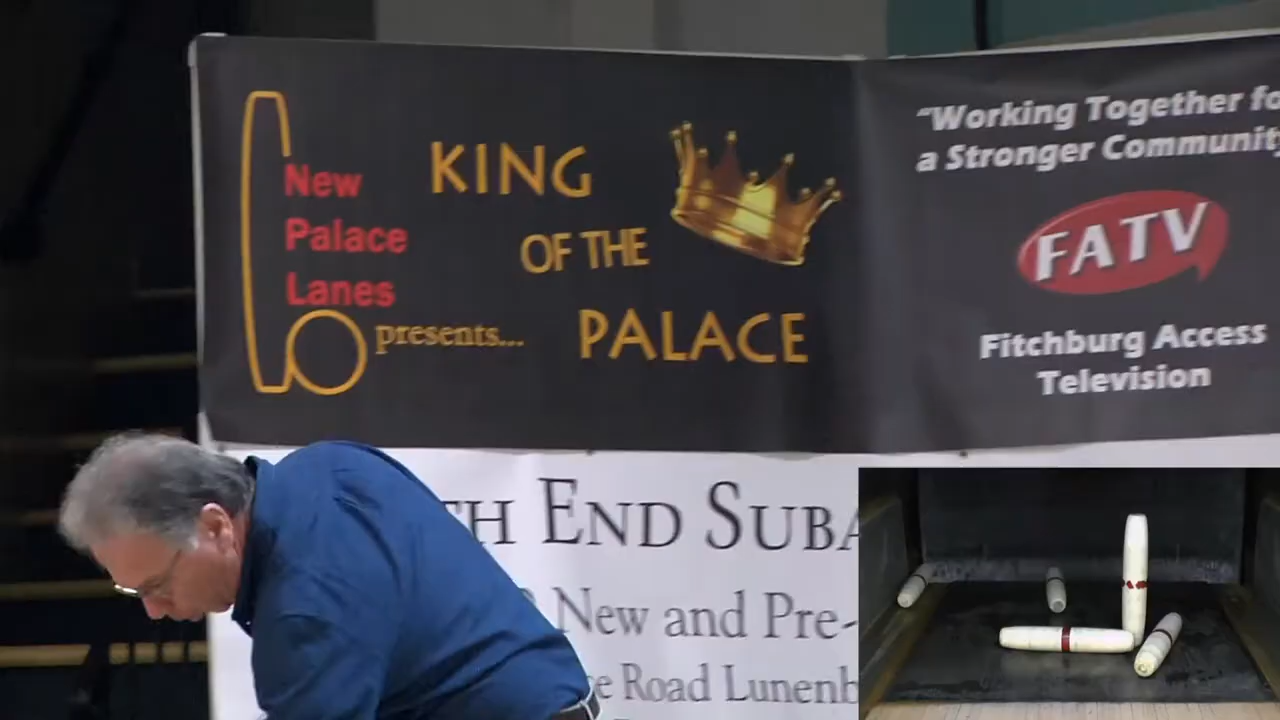 New
Palace
Lanes
presents...
KING
OF THE
PALACE
"Working Together fo
a Stronger Community
FATV
Fitchburg Access
Television
TH END SUBA
New and Pre-
Road Lunenb